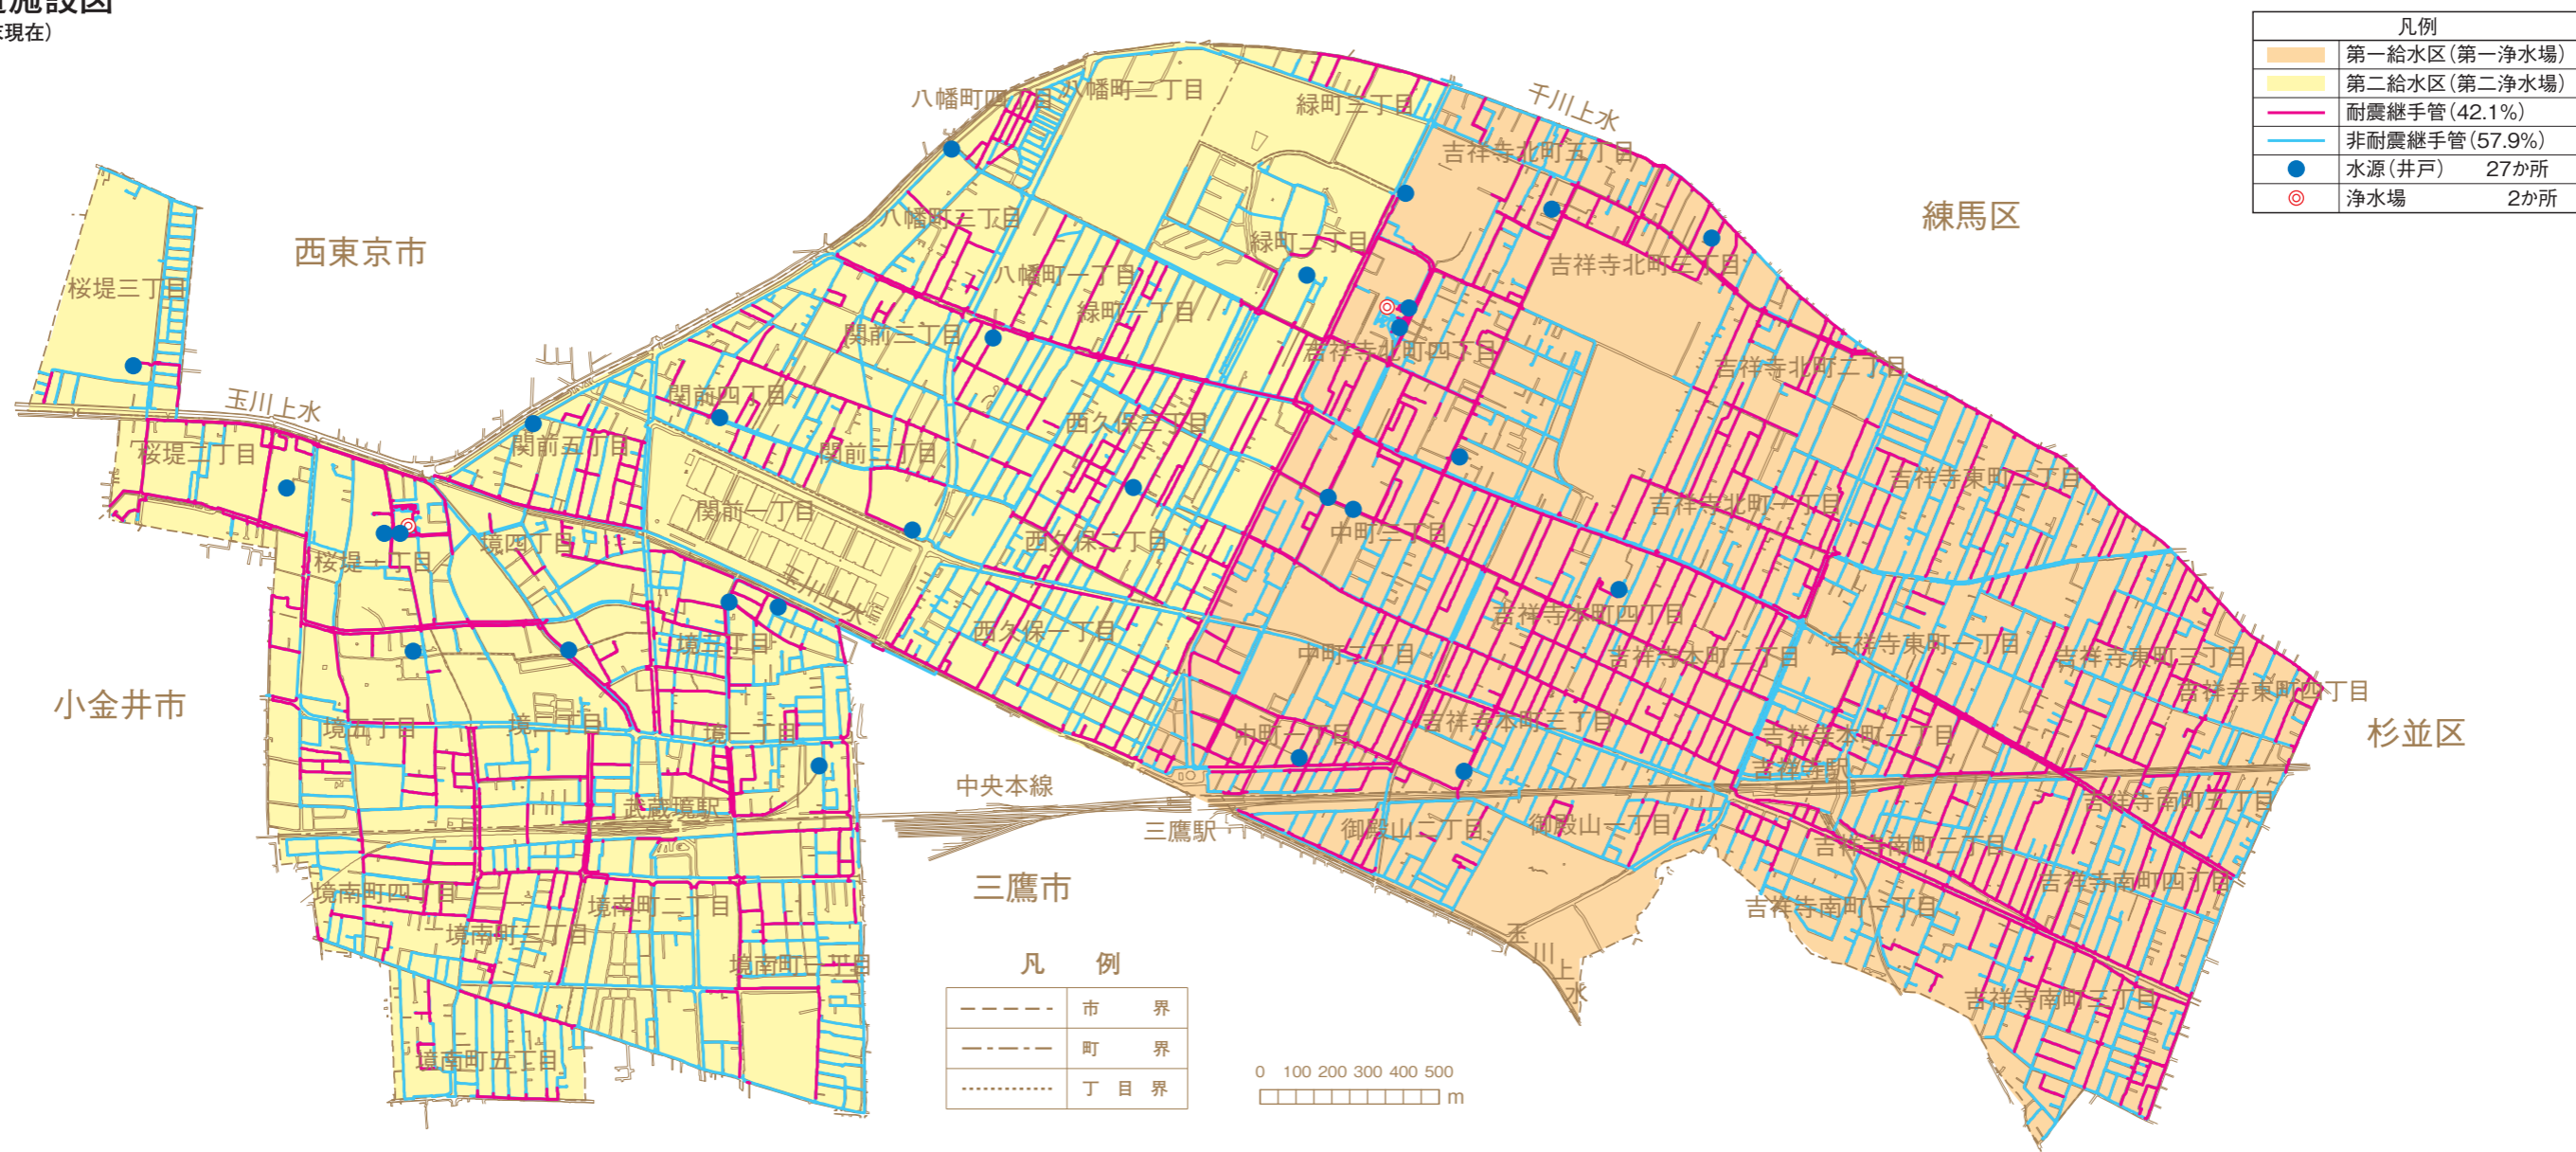 施設図
現在）
凡例
第一給水区（第一浄水場）
第二給水区（第二浄水場）
耐震継手管（42.1%）
非耐震継手管（57.9%）
水源（井戸） 27か所
浄水場 2か所
千川上水
練馬区
西東京市
八幡町四丁目
八幡町二丁目
緑町三丁目
吉祥寺北町五丁目
八幡町三丁目
緑町二丁目
八幡町一丁目
吉祥寺北町三丁目
桜堤三丁目
緑町一丁目
関前三丁目
吉祥寺北町四丁目
吉祥寺北町二丁目
玉川上水
関前四丁目
西久保三丁目
関前五丁目
関前二丁目
桜堤二丁目
吉祥寺東町二丁目
関前一丁目
吉祥寺北町一丁目
境四丁目
西久保二丁目
中町三丁目
桜堤一丁目
玉川上水
吉祥寺本町四丁目
西久保一丁目
境三丁目
中町二丁目
吉祥寺本町二丁目
吉祥寺東町一丁目
吉祥寺東町三丁目
吉祥寺東町四丁目
小金井市
境五丁目
境二丁目
境一丁目
中町一丁目
吉祥寺本町三丁目
吉祥寺本町一丁目
杉並区
吉祥寺駅
中央本線
武蔵境駅
三鷹駅
御殿山二丁目
御殿山一丁目
吉祥寺南町五丁目
吉祥寺南町二丁目
三鷹市
境南町四丁目
境南町二丁目
吉祥寺南町四丁目
吉祥寺南町一丁目
境南町三丁目
境南町一丁目
玉川上水
吉祥寺南町三丁目
境南町五丁目
凡 例
市 界
町 界
丁目界
0 100 200 300 400 500
m